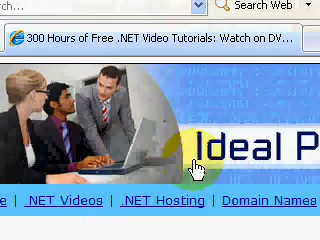 Search Web
300 Hours of Free .NET Video Tutorials: Watch on DV...
Ideal P
e | .NET Videos | .NET Hosting | Domain Names